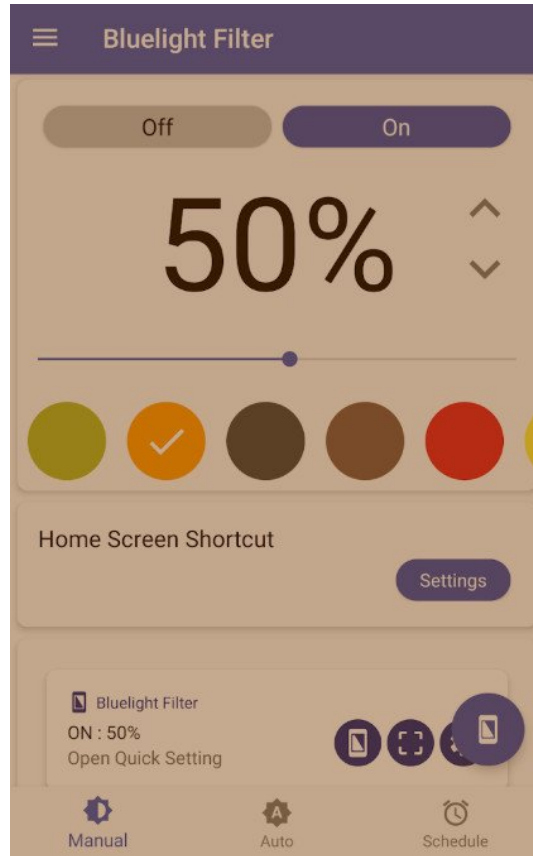 Bluelight Filter
Off On
50%
Home Screen Shortcut
Settings
Bluelight Filter
ON : 50%
Open Quick Setting
A
Manual Auto Schedule